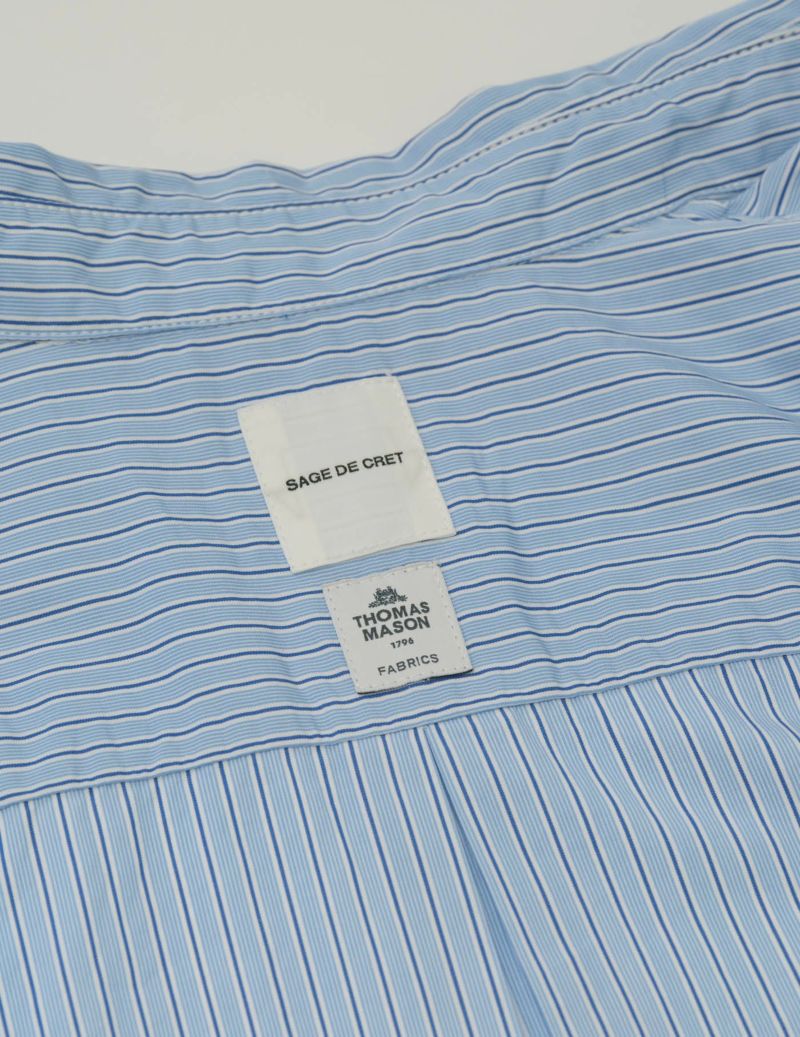 SAGE DE CRET
THOMAS
MASON
1796
FABRICS